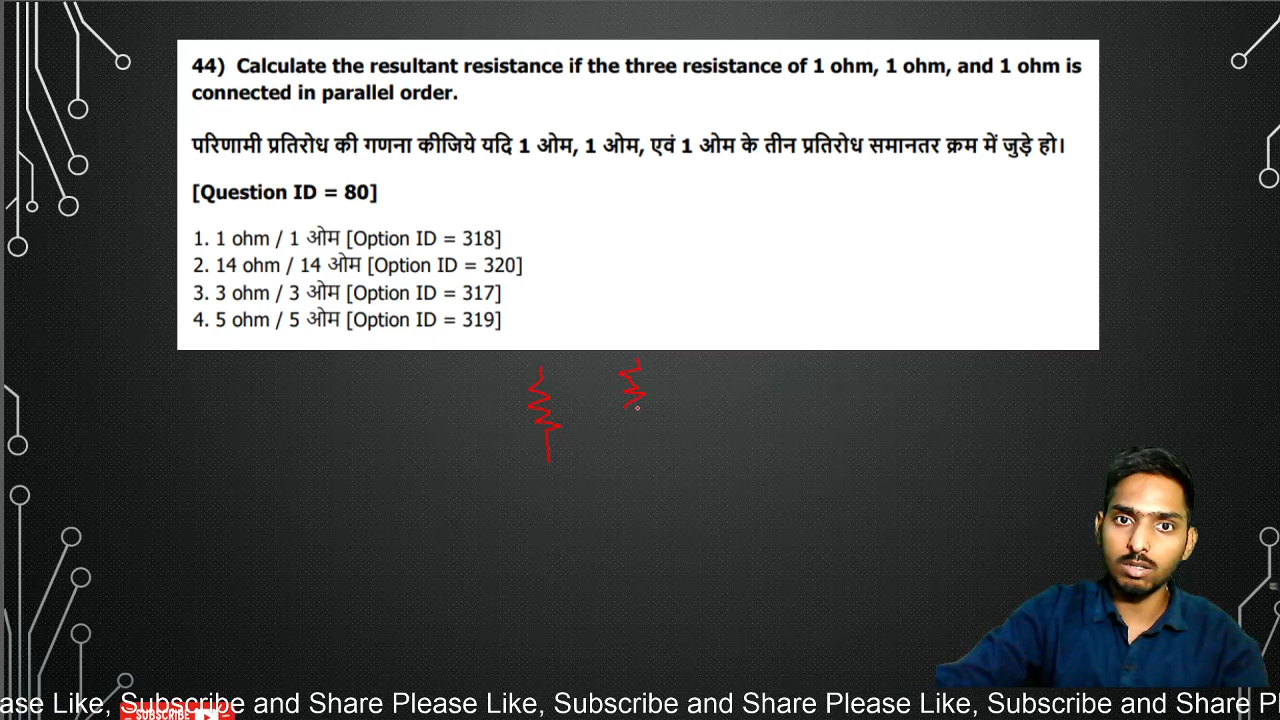 44) Calculate the resultant resistance if the three resistance of 1 ohm, 1 ohm, and 1 ohm is
connected in parallel order.
परिणामी प्रतिरोध की गणना कीजिये यदि 1 ओम, 1 ओम, एवं 1 ओम के तीन प्रतिरोध समानतर क्रम में जुड़े हो।
[Question ID = 80]
1. 1 ohm / 1 ओम [Option ID = 318]
2. 14 ohm / 14 ओम [Option ID = 320]
3. 3 ohm / 3 ओम [Option ID = 317]
4. 5 ohm / 5 ओम [Option ID = 319]
ase Like, Subscribe and Share Please Like, Subscribe and Share Please Like, Subscribe and Share P
SUBSCRIBE